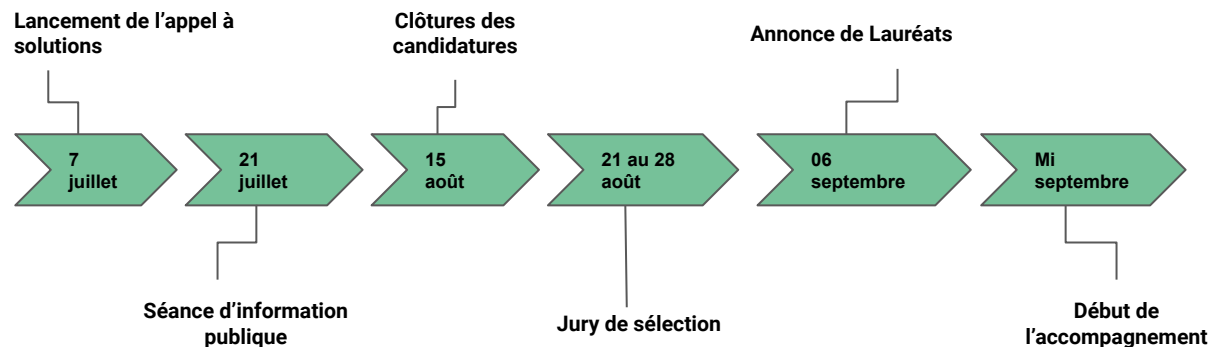 Lancement de l’appel à
solutions
Clôtures des
candidatures
Annonce de Lauréats
7
juillet
21
juillet
15
août
21 au 28
août
06
septembre
Mi
septembre
Séance d’information
publique
Jury de sélection
Début de
l’accompagnement